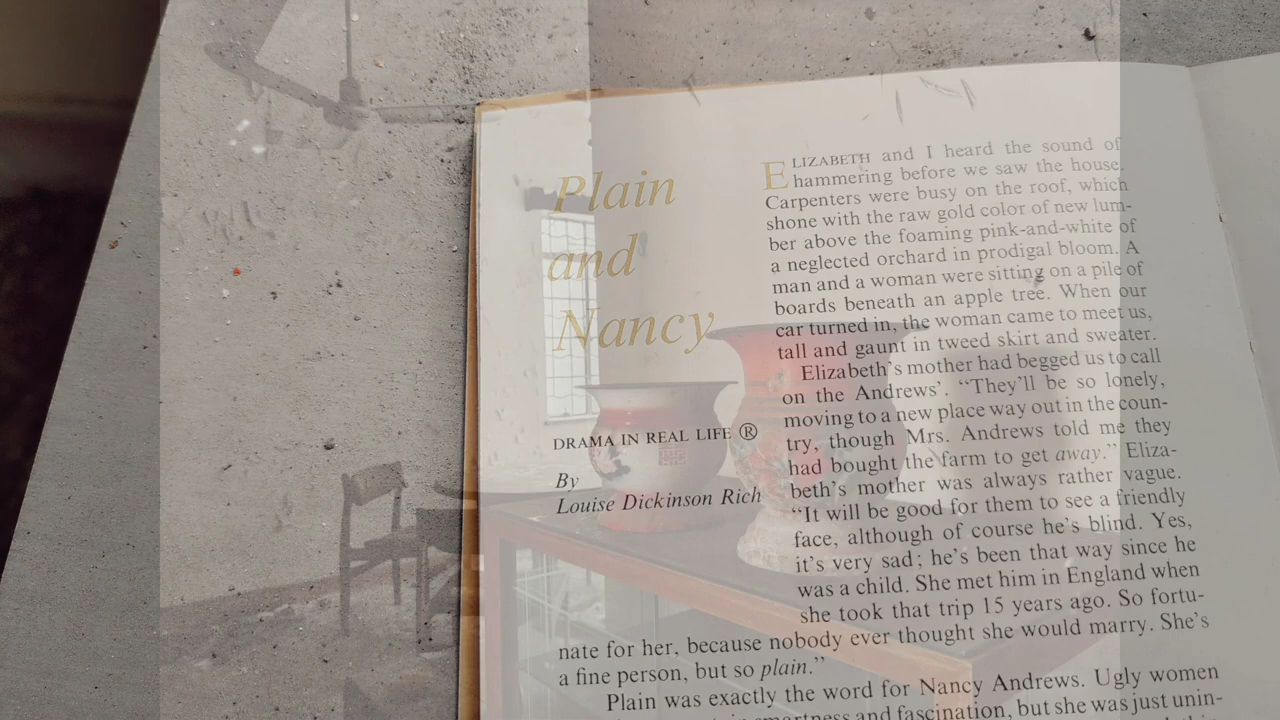 Plain
and
Nancy
DRAMA IN REAL LIFE ®
By
Louise Dickinson Rich
ELIZABETH and I heard the sound of
hammering before we saw the house.
Carpenters were busy on the roof, which
shone with the raw gold color of new lum-
ber above the foaming pink-and-white of
a neglected orchard in prodigal bloom. A
man and a woman were sitting on a pile of
boards beneath an apple tree. When our
car turned in, the woman came to meet us,
tall and gaunt in tweed skirt and sweater.
Elizabeth's mother had begged us to call
on the Andrews'. “They'll be so lonely,
moving to a new place way out in the coun-
try, though Mrs. Andrews told me they
had bought the farm to get away.” Eliza-
beth's mother was always rather vague.
“It will be good for them to see a friendly
face, although of course he's blind. Yes,
it's very sad; he's been that way since he
was a child. She met him in England when
she took that trip 15 years ago. So fortu-
nate for her, because nobody ever thought she would marry. She's
a fine person, but so plain.”
Plain was exactly the word for Nancy Andrews. Ugly women
smartness and fascination, but she was just unin-